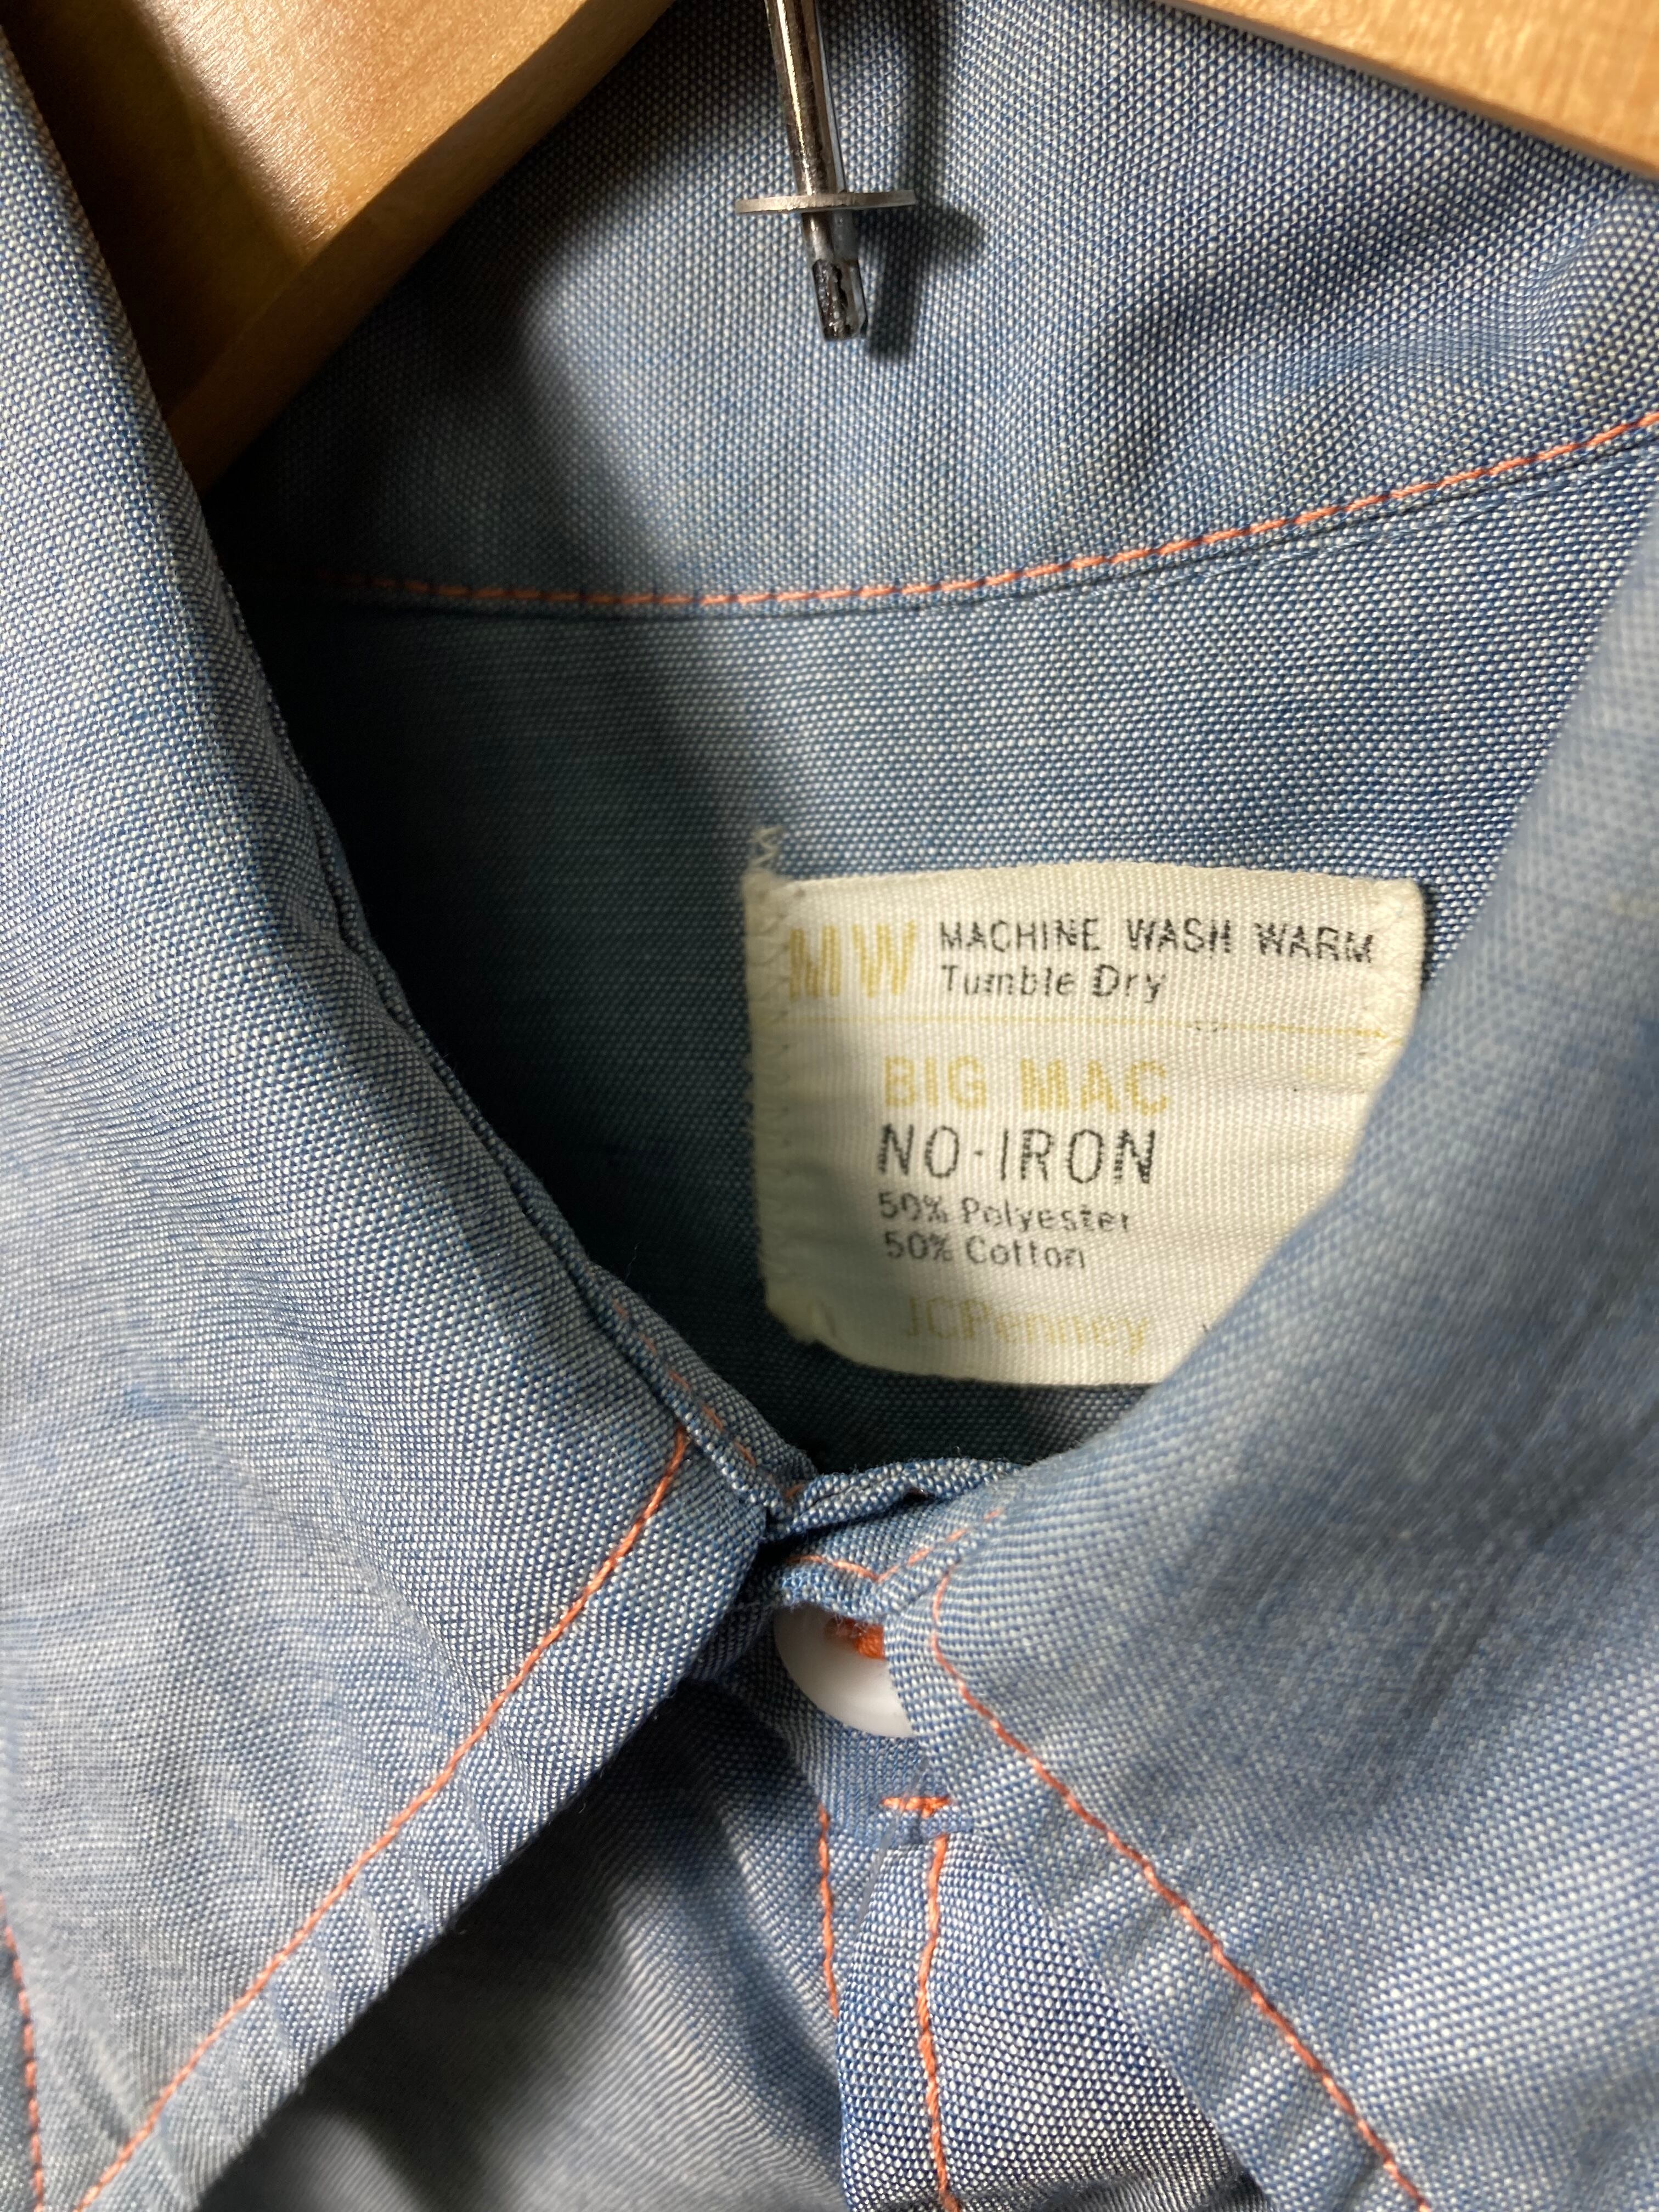 MW MACHINE WASH WARM
Tumble Dry
BIG MAC
NO-IRON
50% Polyester
50% Cotton
JCPenney